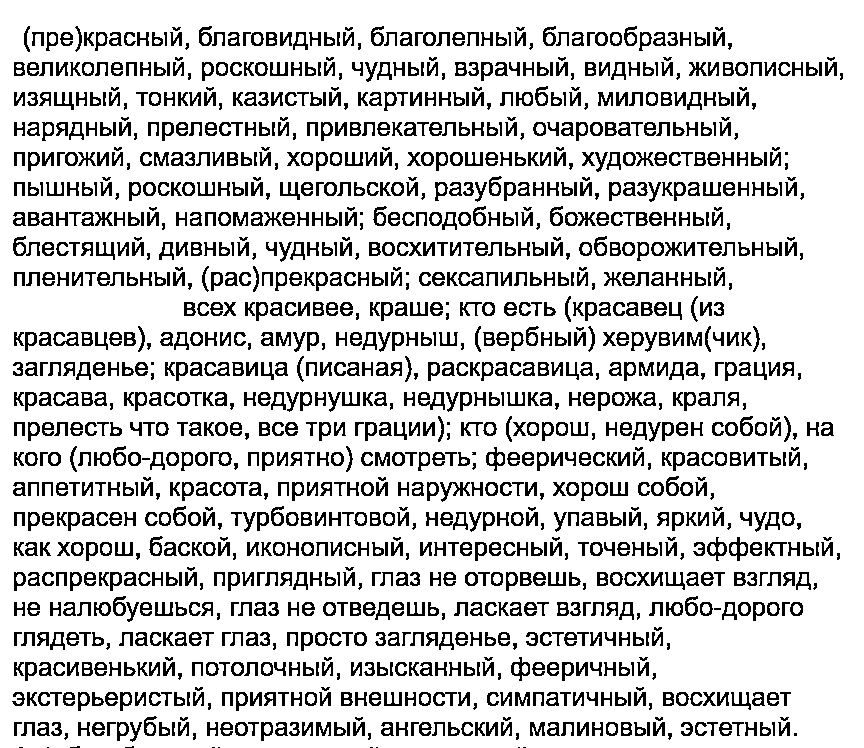 (пре)красный, благовидный, благолепный, благообразный,
великолепный, роскошный, чудный, взрачный, видный, живописный,
изящный, тонкий, казистый, картинный, любый, миловидный,
нарядный, прелестный, привлекательный, очаровательный,
пригожий, смазливый, хороший, хорошенький, художественный;
пышный, роскошный, щегольской, разубранный, разукрашенный,
авантажный, напомаженный; бесподобный, божественный,
блестящий, дивный, чудный, восхитительный, обворожительный,
пленительный, (рас)прекрасный; сексапильный, желанный,
всех красивее, краше; кто есть (красавец (из
красавцев), адонис, амур, недурныш, (вербный) херувим(чик),
загляденье; красавица (писаная), раскрасавица, армида, грация,
красава, красотка, недурнушка, недурнышка, нерожа, краля,
прелесть что такое, все три грации); кто (хорош, недурен собой), на
кого (любо-дорого, приятно) смотреть; феерический, красовитый,
аппетитный, красота, приятной наружности, хорош собой,
прекрасен собой, турбовинтовой, недурной, упавый, яркий, чудо,
как хорош, баской, иконописный, интересный, точеный, эффектный,
распрекрасный, приглядный, глаз не оторвешь, восхищает взгляд,
не налюбуешься, глаз не отведешь, ласкает взгляд, любо-дорого
глядеть, ласкает глаз, просто загляденье, эстетичный,
красивенький, потолочный, изысканный, фееричный,
экстерьеристый, приятной внешности, симпатичный, восхищает
глаз, негрубый, неотразимый, ангельский, малиновый, эстетный.